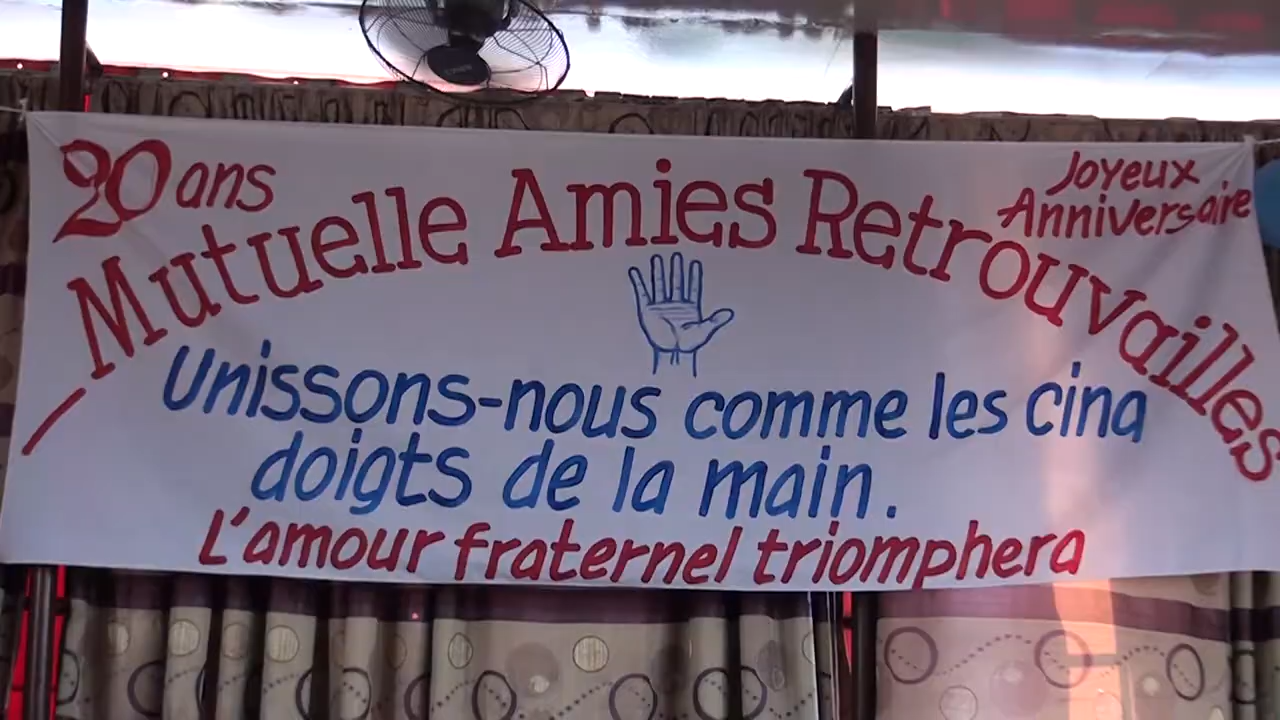 20 ans
Joyeux
Anniversaire
Mutuelle Amies Retrouvailles
Unissons-nous comme les cinq
doigts de la main.
L'amour fraternel triomphera